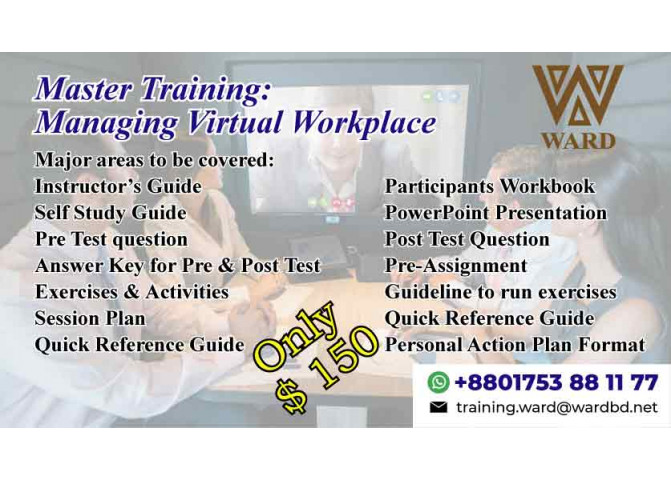 Master Training:
Managing Virtual Workplace
WARD
Major areas to be covered:
Instructor's Guide
Self Study Guide
Pre Test question
Answer Key for Pre & Post Test
Exercises & Activities
Session Plan
Quick Reference Guide
Participants Workbook
PowerPoint Presentation
Post Test Question
Pre-Assignment
Guideline to run exercises
Quick Reference Guide
Personal Action Plan Format
Only
$ 150
+8801753 88 11 77
training.ward@wardbd.net